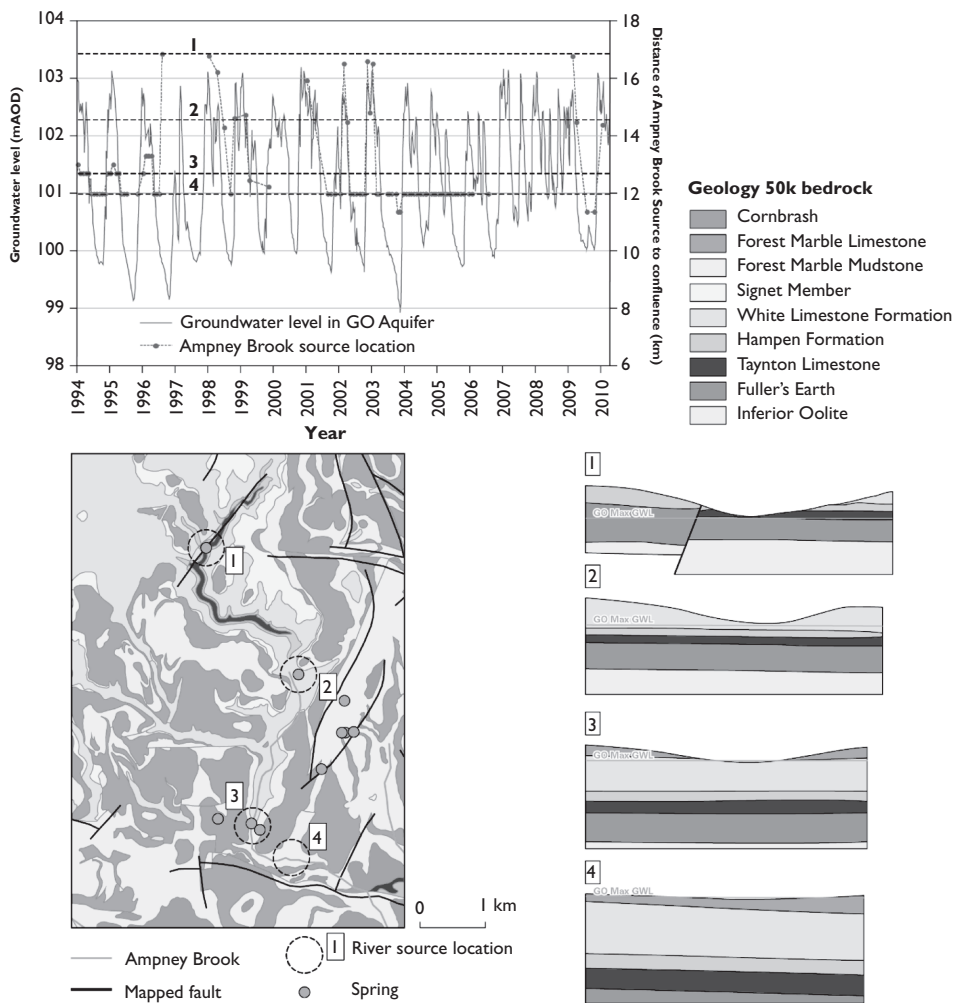 104
103
102
101
100
99
98
Groundwater level (mAOD)
18
16
14
12
10
8
6
Distance of Ampney Brook Source to confluence (km)
1
2
3
4
Groundwater level in GO Aquifer
Ampney Brook source location
1994
1995
1996
1997
1998
1999
2000
2001
2002
2003
2004
2005
2006
2007
2008
2009
2010
Year
Geology 50k bedrock
Cornbrash
Forest Marble Limestone
Forest Marble Mudstone
Signet Member
White Limestone Formation
Hampen Formation
Taynton Limestone
Fuller's Earth
Inferior Oolite
1
2
3
4
0 1 km
Ampney Brook
1 River source location
Mapped fault
Spring
1
GO Max GWL
2
GO Max GWL
3
GO Max GWL
4
GO Max GWL